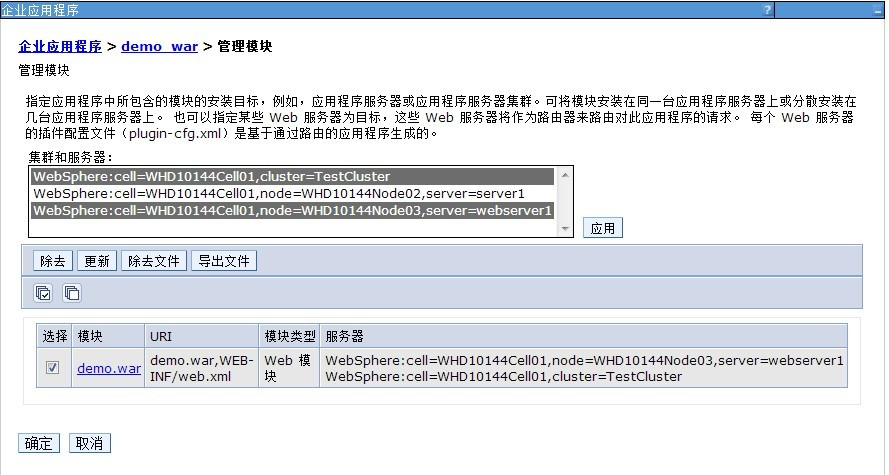 企业应用程序
?
企业应用程序 > demo_war > 管理模块
管理模块
指定应用程序中所包含的模块的安装目标，例如，应用程序服务器或应用程序服务器集群。可将模块安装在同一台应用程序服务器上或分散安装在
几台应用程序服务器上。 也可以指定某些 Web 服务器为目标，这些 Web 服务器将作为路由器来路由对此应用程序的请求。 每个 Web 服务器
的插件配置文件（plugin-cfg.xml）是基于通过路由的应用程序生成的。
集群和服务器：
WebSphere:cell=WHD10144Cell01,cluster=TestCluster
WebSphere:cell=WHD10144Cell01,node=WHD10144Node02,server=server1
WebSphere:cell=WHD10144Cell01,node=WHD10144Node03,server=webserver1
应用
除去 更新 除去文件 导出文件
选择 模块 URI 模块类型 服务器
demo.war
demo.war,WEB-
INF/web.xml
Web 模
块
WebSphere:cell=WHD10144Cell01,node=WHD10144Node03,server=webserver1
WebSphere:cell=WHD10144Cell01,cluster=TestCluster
确定 取消